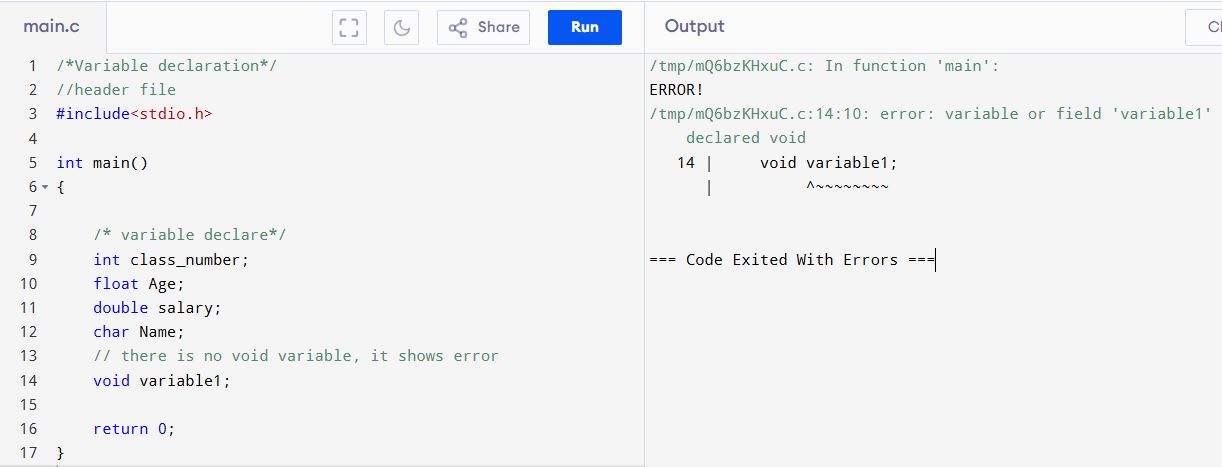 main.c
Share
Run
Output
1 /*Variable declaration*/
2 //header file
3 #include<stdio.h>
4
5 int main()
6 {
7
8 /* variable declare*/
9 int class_number;
10 float Age;
11 double salary;
12 char Name;
13 // there is no void variable, it shows error
14 void variable1;
15
16 return 0;
17 }
/tmp/mQ6bzKHxuC.c: In function 'main':
ERROR!
/tmp/mQ6bzKHxuC.c:14:10: error: variable or field 'variable1'
declared void
14 | void variable1;
| ^~~~~~~~~
=== Code Exited With Errors ===